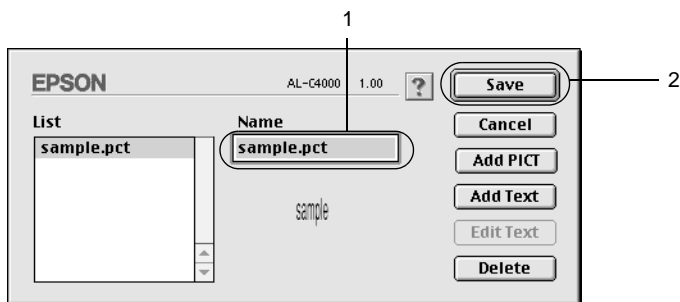 1
EPSON AL-C4000 1.00 ? Save 2
List Name Cancel
sample.pct sample.pct
Add PICT
sample Add Text
Edit Text
Delete